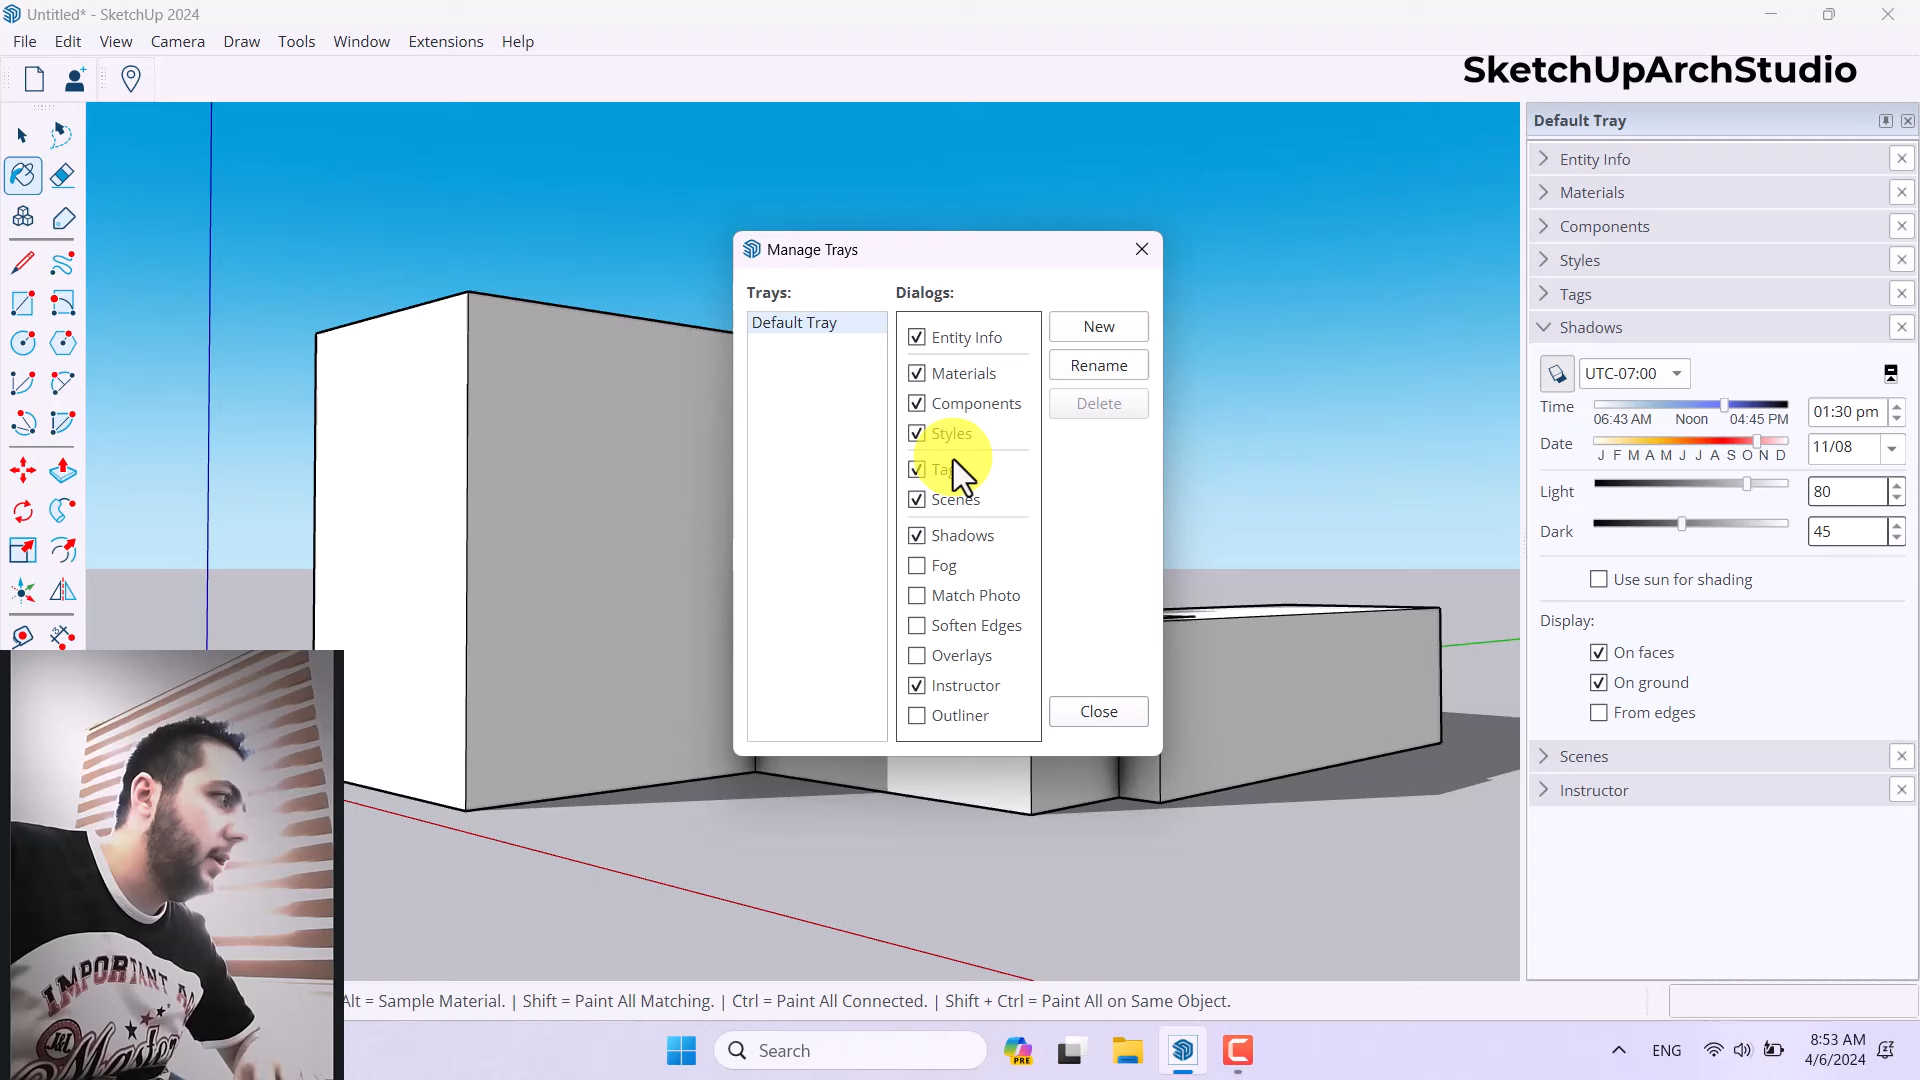 Untitled* - SketchUp 2024
File Edit View Camera Draw Tools Window Extensions Help
SketchUpArchStudio
Default Tray
Entity Info
Materials
Components
Styles
Tags
Shadows
UTC-07:00
Time
06:43 AM Noon 04:45 PM
01:30 pm
Date
J F M A M J J A S O N D
11/08
Light
80
Dark
45
Use sun for shading
Display:
On faces
On ground
From edges
Scenes
Instructor
Manage Trays
Trays:
Default Tray
Dialogs:
Entity Info
Materials
Components
Styles
Scenes
Shadows
Fog
Match Photo
Soften Edges
Overlays
Instructor
Outliner
New
Rename
Delete
Close
IMPORTANT
Alt = Sample Material. | Shift = Paint All Matching. | Ctrl = Paint All Connected. | Shift + Ctrl = Paint All on Same Object.
Search
PRE
ENG
8:53 AM
4/6/2024